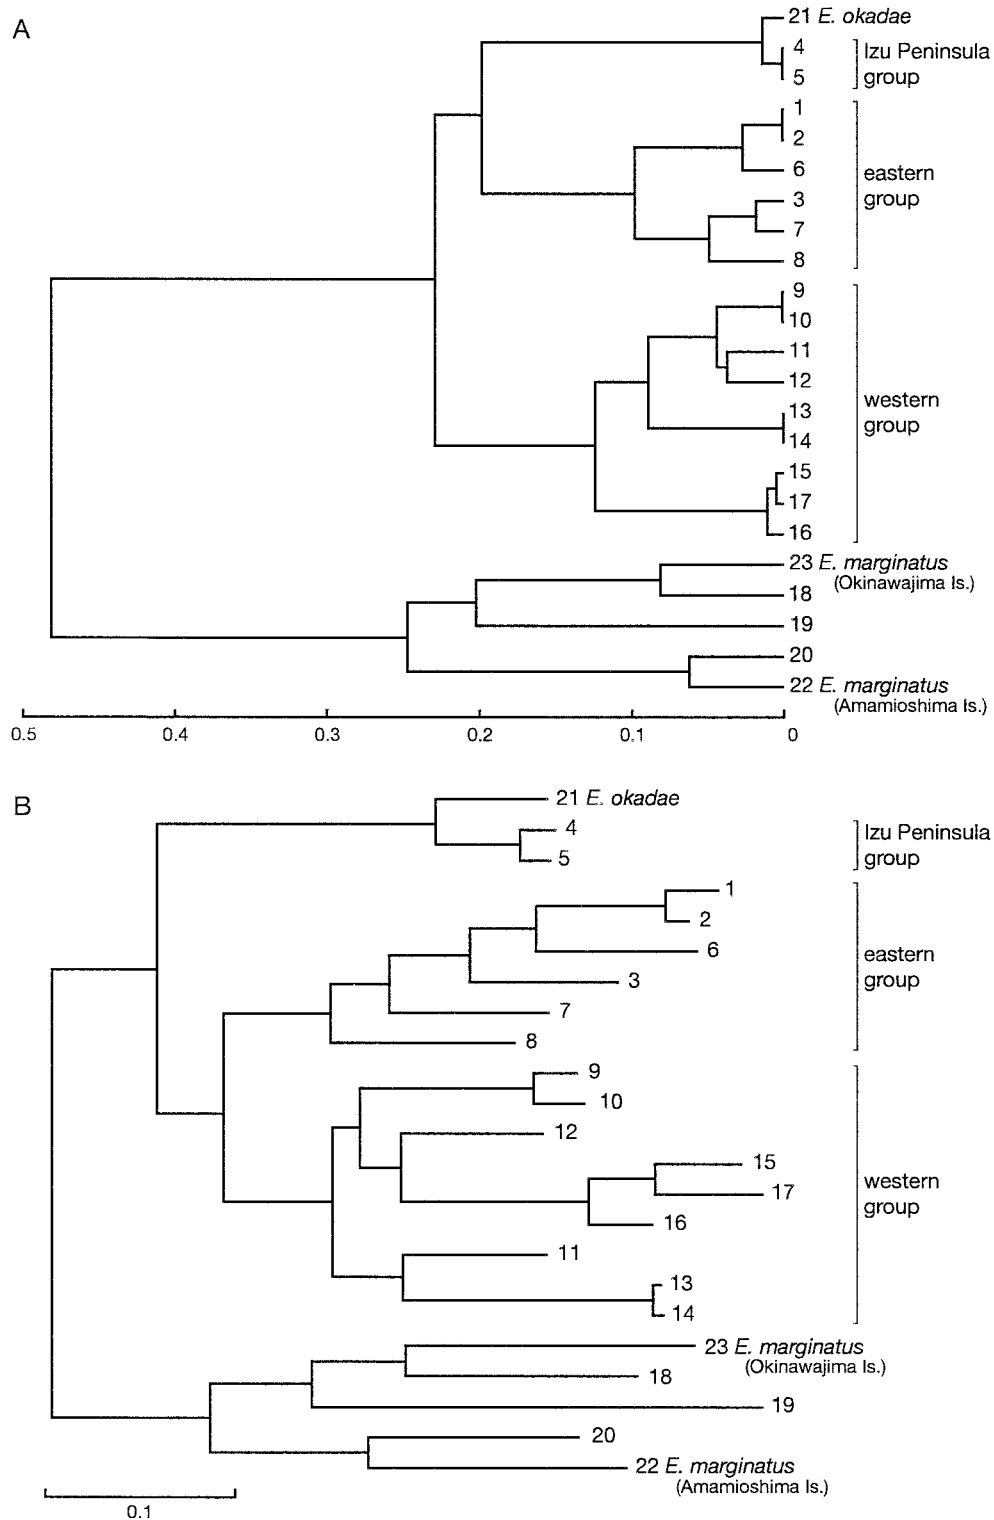 A
21 E. okadae
4
5
Izu Peninsula
group
1
2
6
3
7
8
eastern
group
9
10
11
12
13
14
15
17
16
western
group
23 E. marginatus
(Okinawajima Is.)
18
19
20
22 E. marginatus
(Amamioshima Is.)
0.5 0.4 0.3 0.2 0.1 0
B
21 E. okadae
4
5
Izu Peninsula
group
1
2
6
3
7
8
eastern
group
9
10
12
15
17
16
11
13
14
western
group
23 E. marginatus
(Okinawajima Is.)
18
19
20
22 E. marginatus
(Amamioshima Is.)
0.1